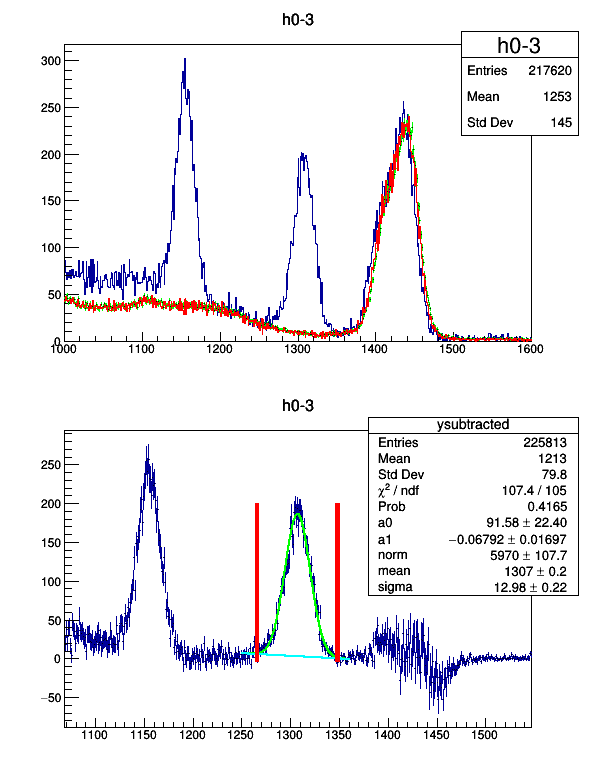 h0-3
h0-3
Entries 217620
Mean 1253
Std Dev 145
300
250
200
150
100
50
0
1000 1100 1200 1300 1400 1500 1600
h0-3
ysubtracted
Entries 225813
Mean 1213
Std Dev 79.8
χ² / ndf 107.4 / 105
Prob 0.4165
a0 91.58 ± 22.40
a1 −0.06792 ± 0.01697
norm 5970 ± 107.7
mean 1307 ± 0.2
sigma 12.98 ± 0.22
250
200
150
100
50
0
−50
1100 1150 1200 1250 1300 1350 1400 1450 1500